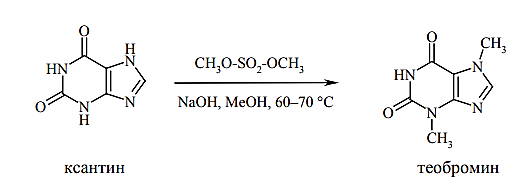 CH₃O-SO₂-OCH₃
NaOH, MeOH, 60–70 °C
O
HN
O
N
H
H
N
N
ксантин
O
HN
O
N
CH₃
CH₃
N
N
теобромин